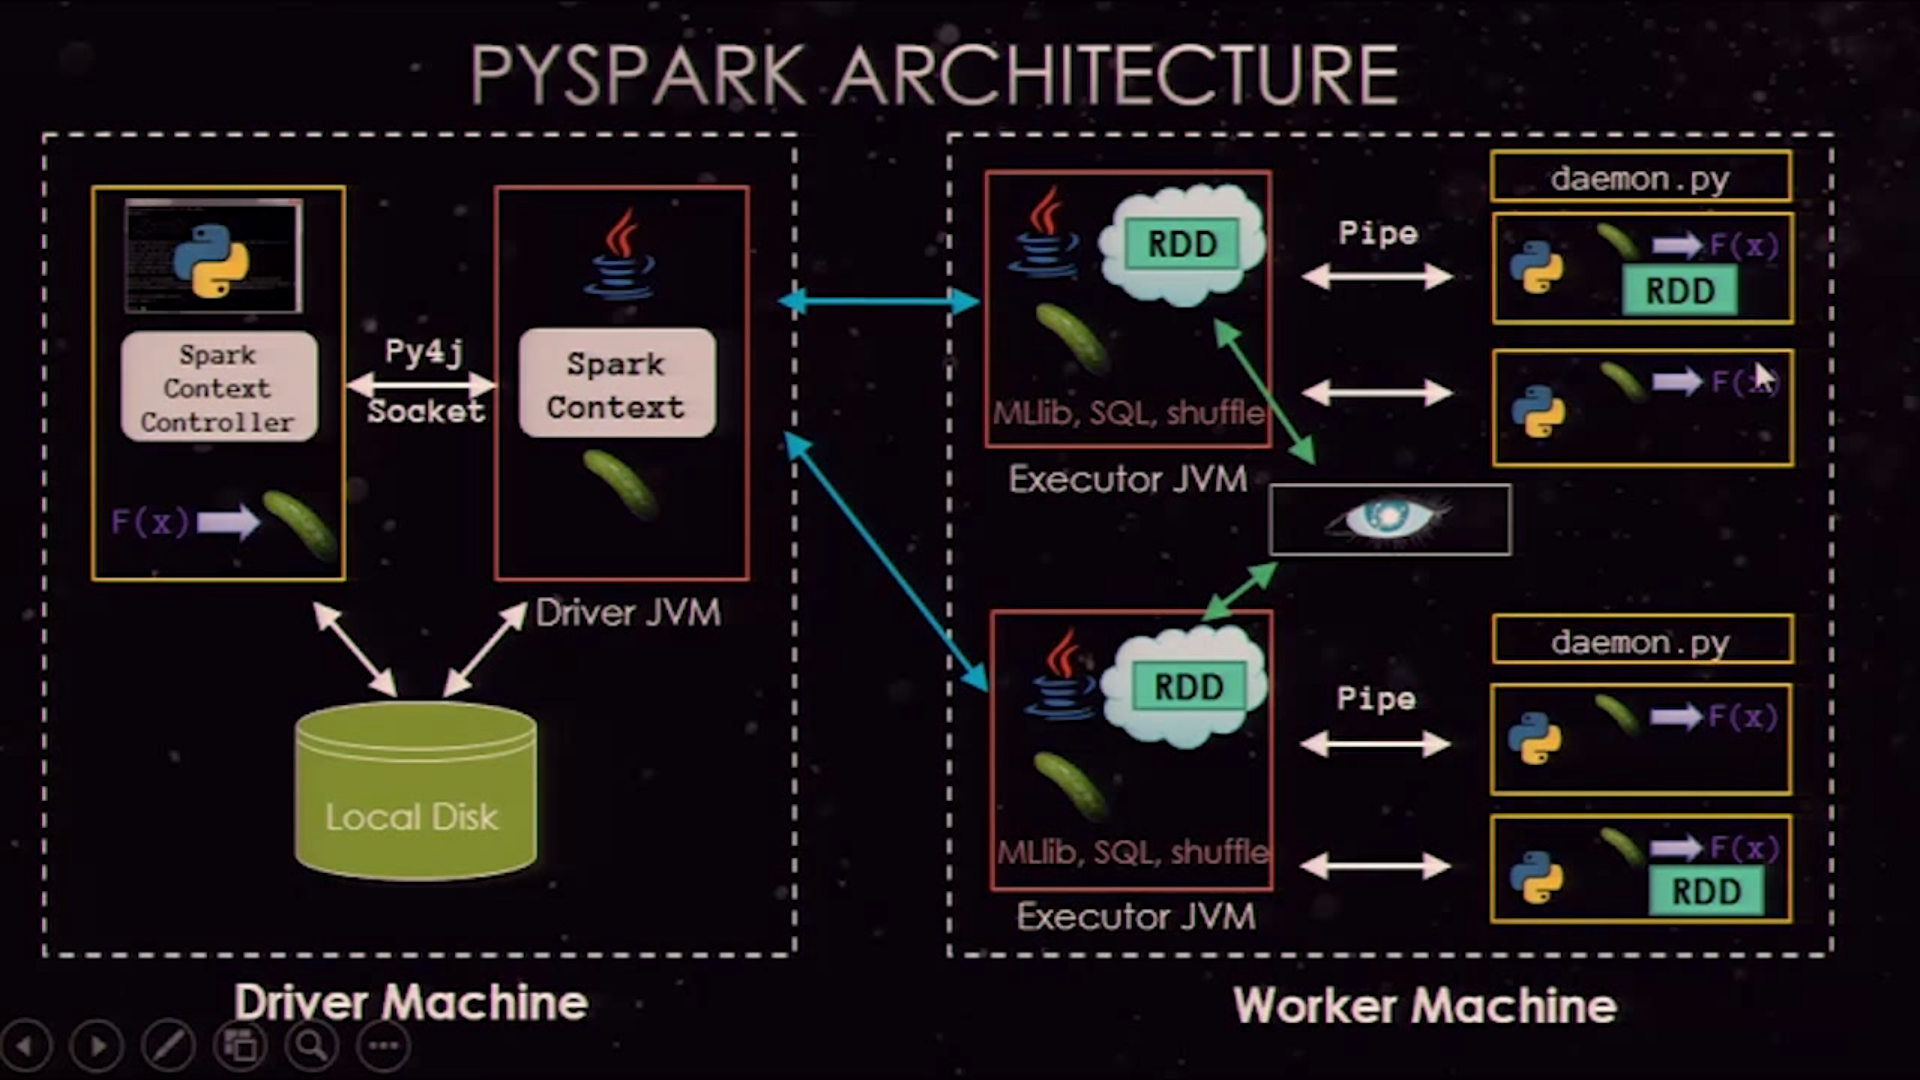 PYSPARK ARCHITECTURE
Spark
Context
Controller
F(x)
Py4j
Socket
Spark
Context
Driver JVM
Local Disk
Driver Machine
RDD
MLlib, SQL, shuffle
Executor JVM
Pipe
daemon.py
F(x)
RDD
F(x)
RDD
MLlib, SQL, shuffle
Executor JVM
Pipe
daemon.py
F(x)
F(x)
RDD
Worker Machine